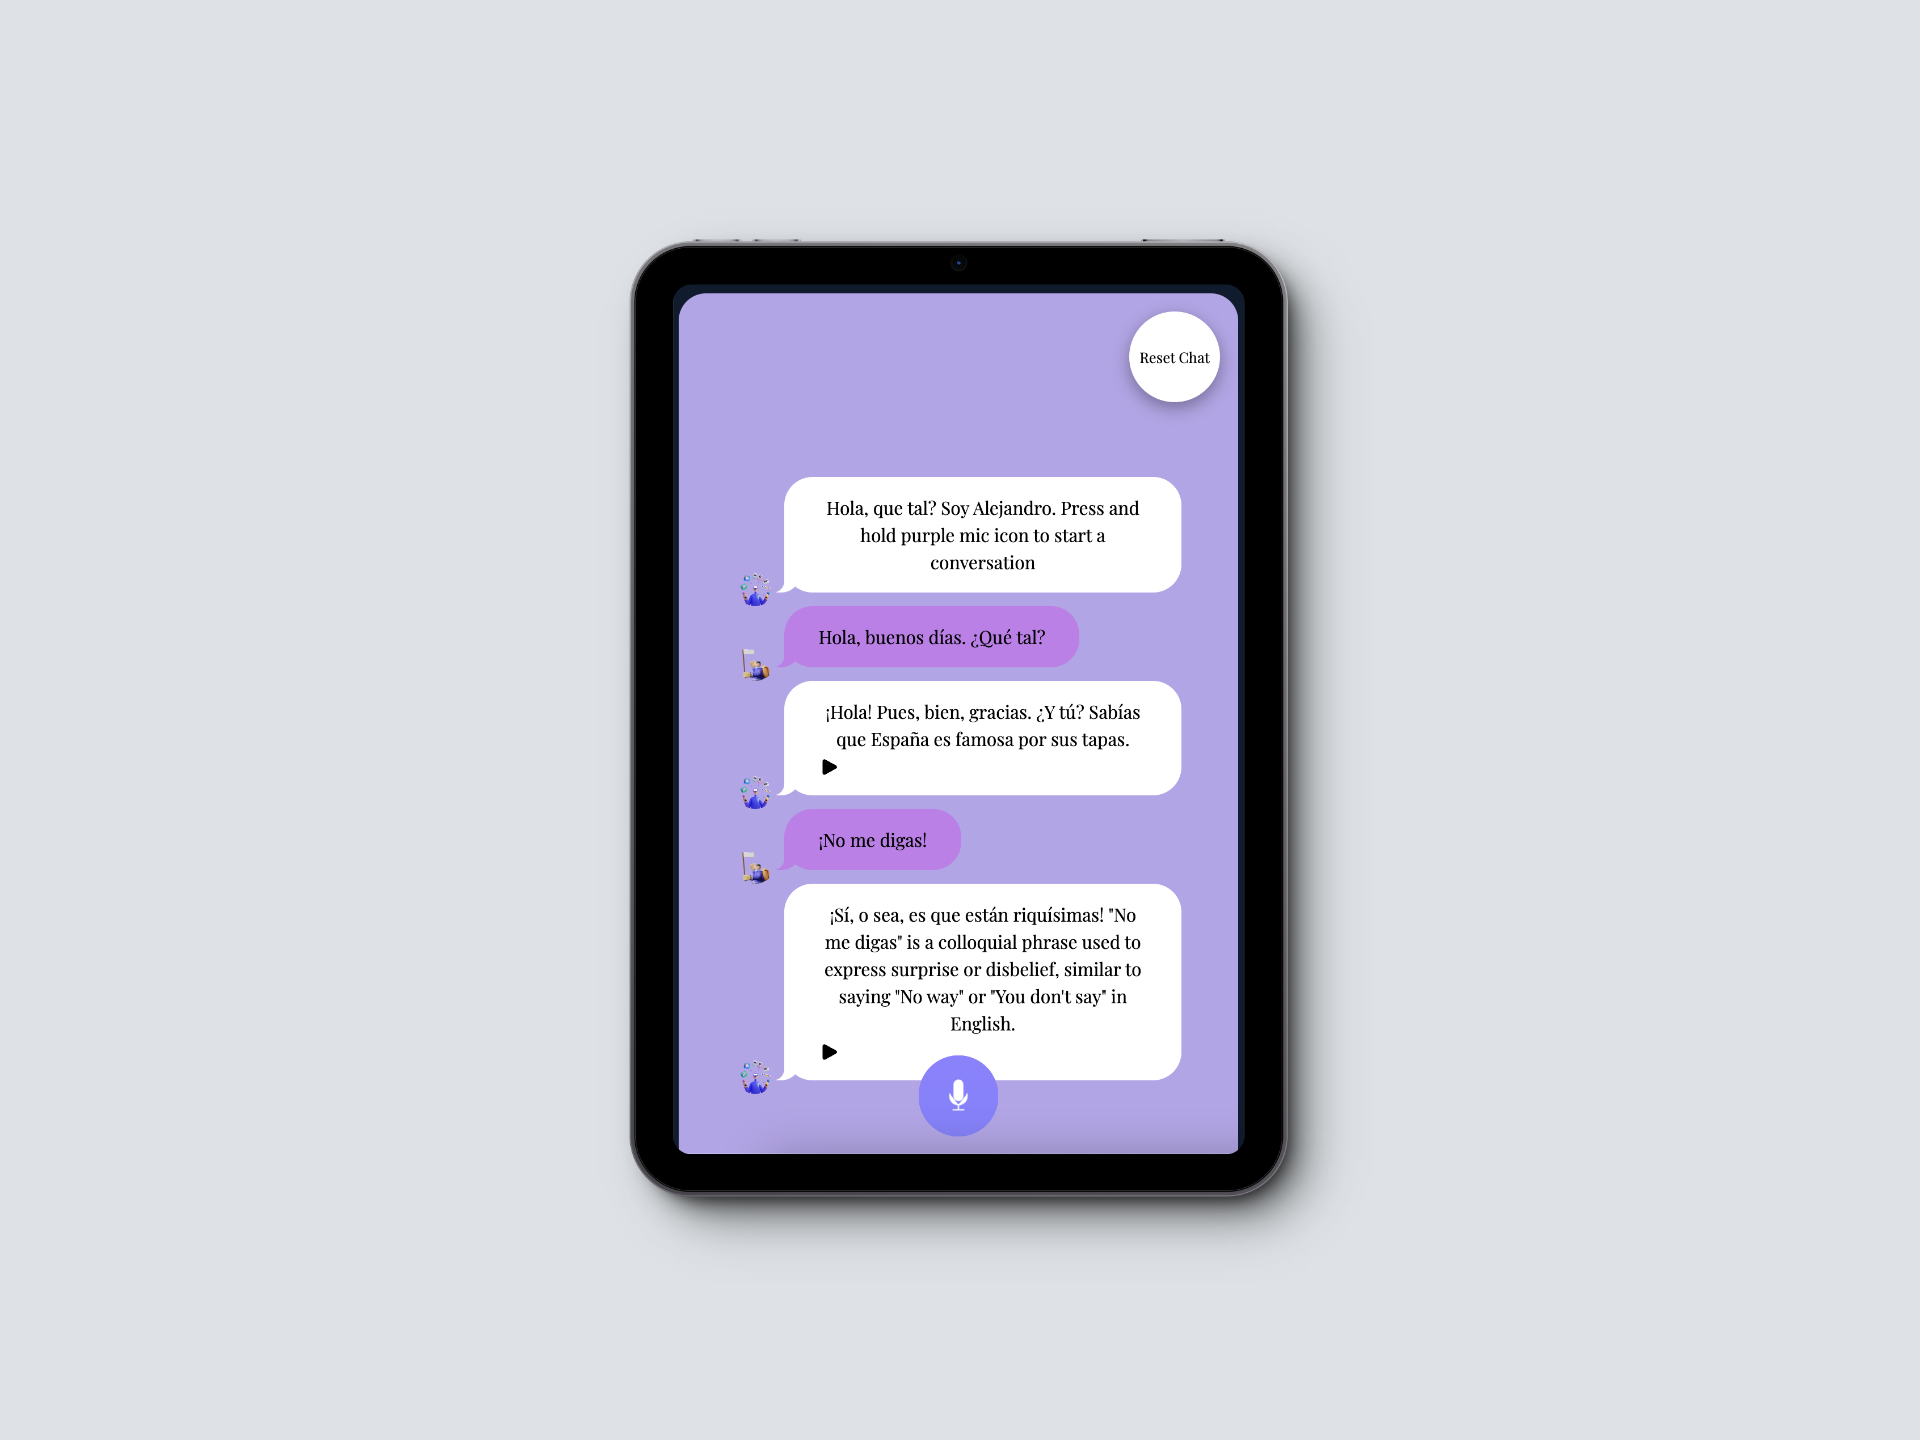 Reset Chat
Hola, que tal? Soy Alejandro. Press and
hold purple mic icon to start a
conversation
Hola, buenos días. ¿Qué tal?
¡Hola! Pues, bien, gracias. ¿Y tú? Sabías
que España es famosa por sus tapas.
¡No me digas!
¡Sí, o sea, es que están riquísimas! "No
me digas" is a colloquial phrase used to
express surprise or disbelief, similar to
saying "No way" or "You don't say" in
English.